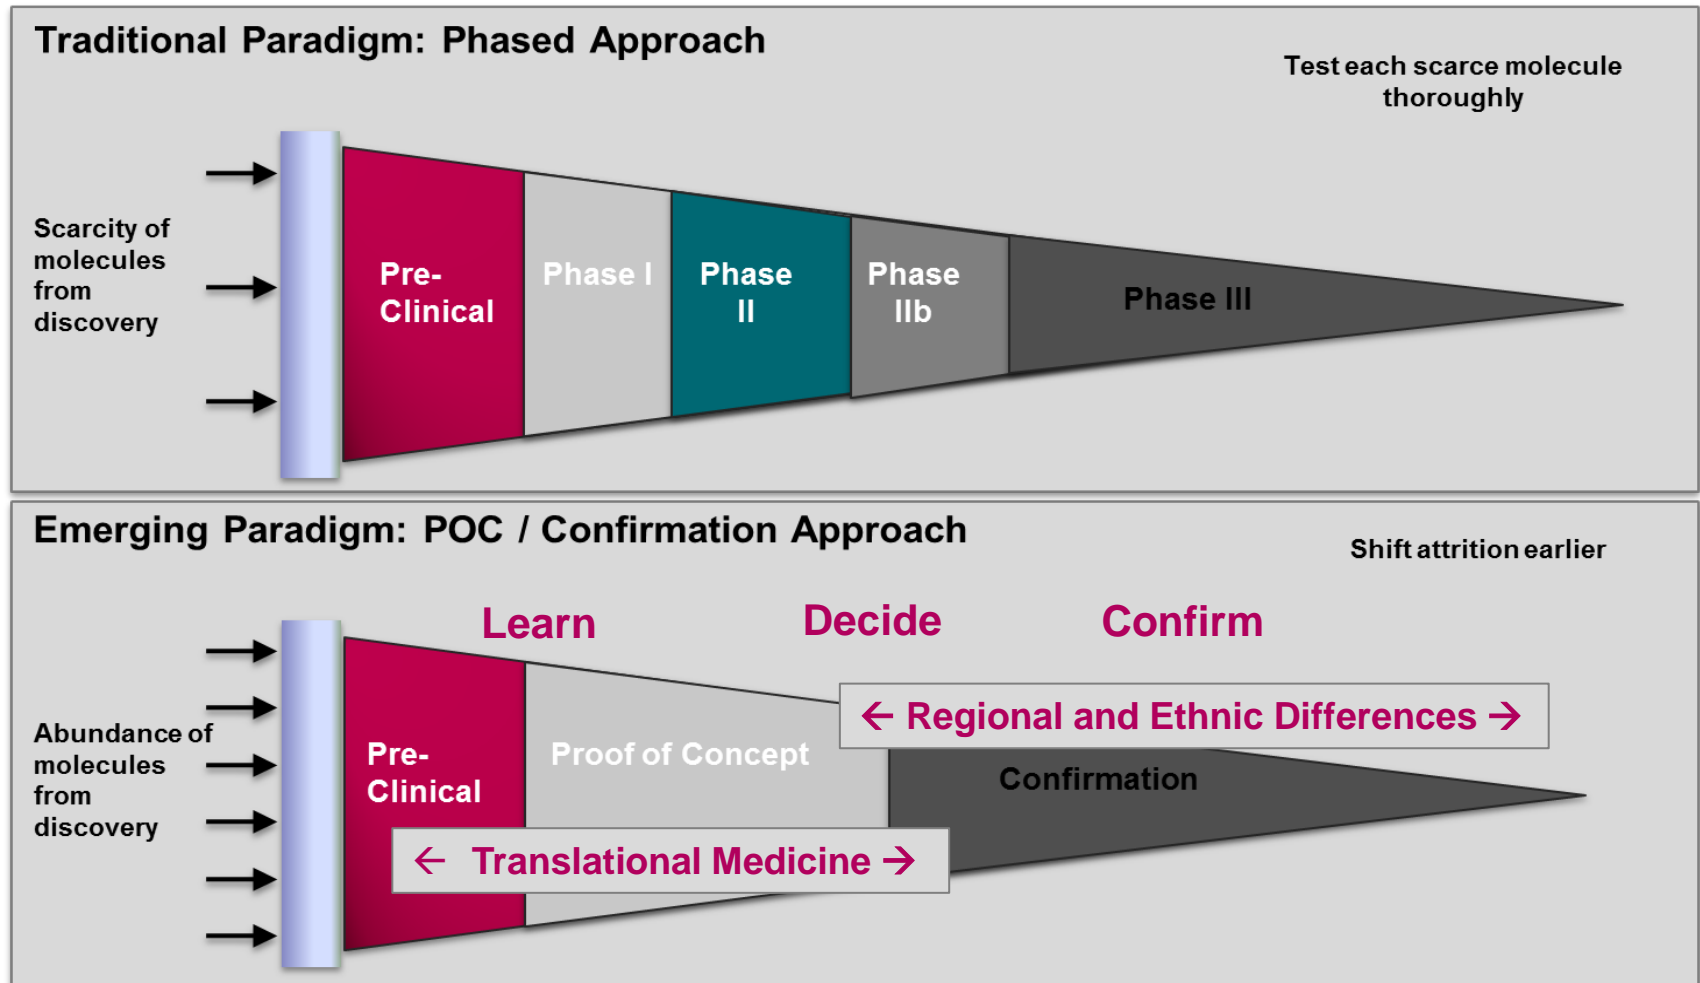 Traditional Paradigm: Phased Approach
Test each scarce molecule
thoroughly
Scarcity of
molecules
from
discovery
Pre-
Clinical
Phase I
Phase
II
Phase
IIb
Phase III
Emerging Paradigm: POC / Confirmation Approach
Shift attrition earlier
Learn
Decide
Confirm
← Regional and Ethnic Differences →
Abundance of
molecules
from
discovery
Pre-
Clinical
Proof of Concept
Confirmation
← Translational Medicine →